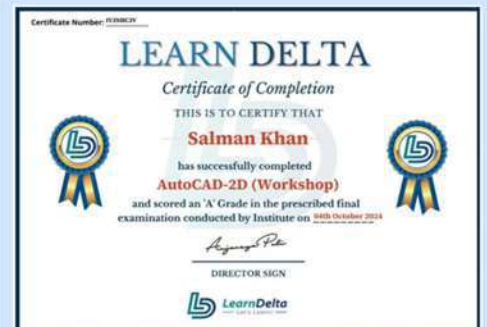 Certificate Number:
LEARN DELTA
Certificate of Completion
THIS IS TO CERTIFY THAT
Salman Khan
has successfully completed
AutoCAD-2D (Workshop)
and scored an 'A' Grade in the prescribed final
examination conducted by Institute on 04th October 2024
DIRECTOR SIGN
LearnDelta